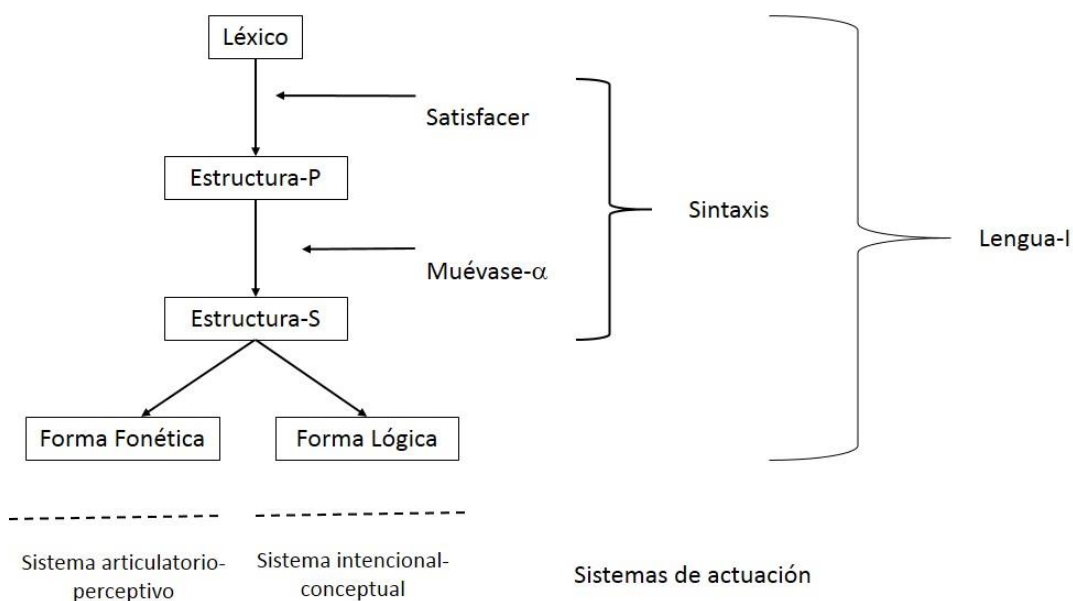 Léxico
Satisfacer
Estructura-P
Sintaxis
Lengua-I
Muévase-α
Estructura-S
Forma Fonética
Forma Lógica
Sistema articulatorio-
perceptivo
Sistema intencional-
conceptual
Sistemas de actuación